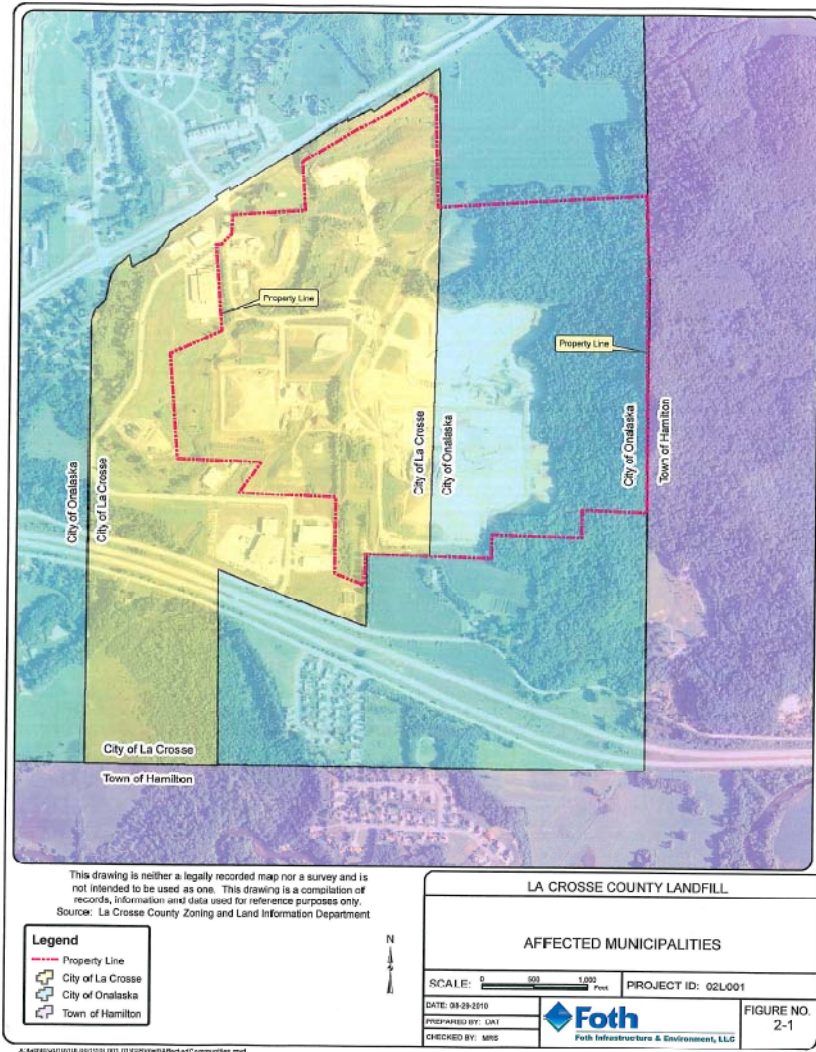 Property Line
Property Line
City of La Crosse
City of Onalaska
City of Onalaska
Town of Hamilton
City of Onalaska
City of La Crosse
City of La Crosse
Town of Hamilton
This drawing is neither a legally recorded map nor a survey and is
not intended to be used as one. This drawing is a compilation of
records, information and data used for reference purposes only.
Source: La Crosse County Zoning and Land Information Department
Legend
Property Line
City of La Crosse
City of Onalaska
Town of Hamilton
N
LA CROSSE COUNTY LANDFILL
AFFECTED MUNICIPALITIES
SCALE: 0 500 1,000 Feet
PROJECT ID: 02L001
DATE: 08-29-2010
PREPARED BY: DAT
CHECKED BY: MRS
Foth
Foth Infrastructure & Environment, LLC
FIGURE NO.
2-1